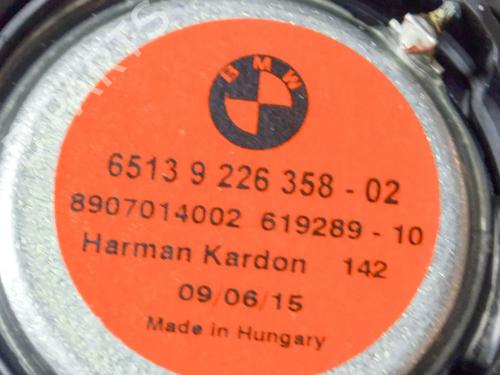 BMW
6513 9 226 358 - 02
8907014002 619289 - 10
Harman Kardon 142
09/06/15
Made in Hungary